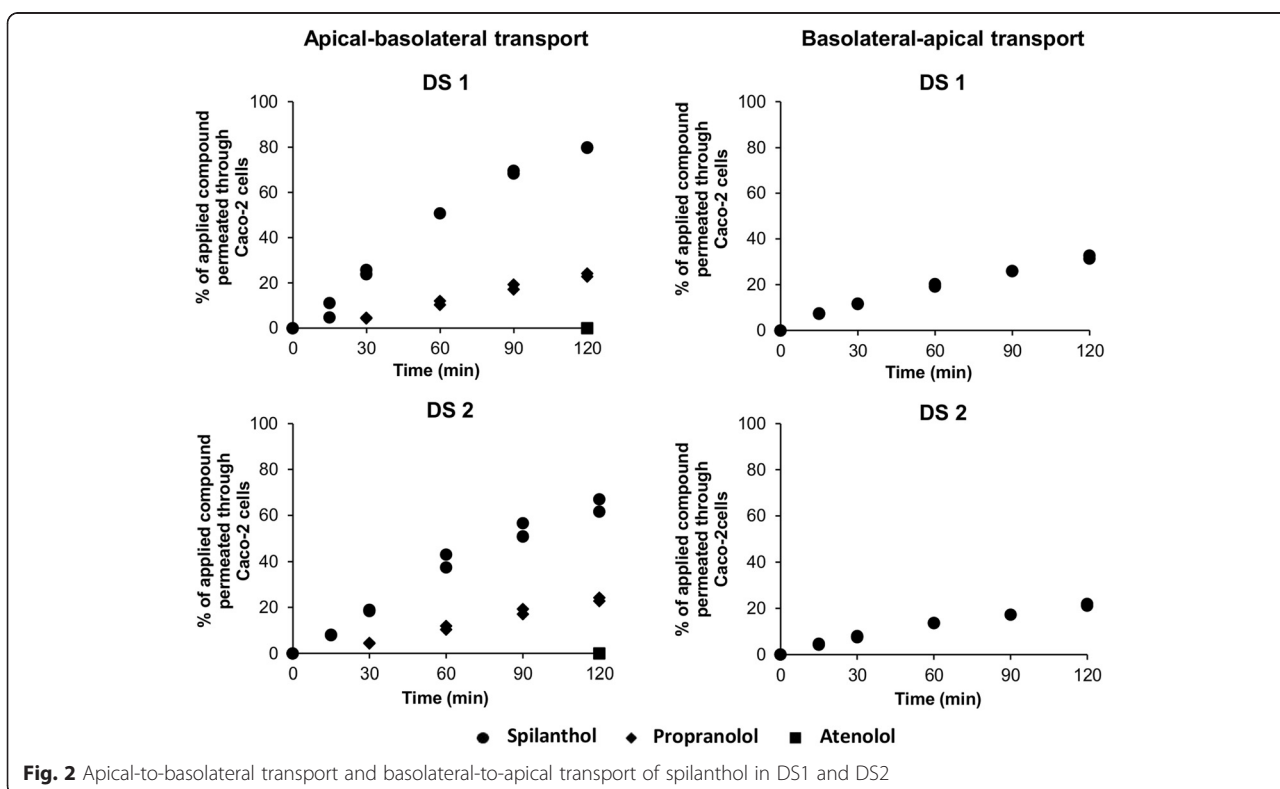 Apical-basolateral transport
DS 1
% of applied compound
permeated through
Caco-2 cells
100
80
60
40
20
0
0 30 60 90 120
Time (min)
Basolateral-apical transport
DS 1
% of applied compound
permeated through
Caco-2 cells
100
80
60
40
20
0
0 30 60 90 120
Time (min)
DS 2
% of applied compound
permeated through
Caco-2 cells
100
80
60
40
20
0
0 30 60 90 120
Time (min)
DS 2
% of applied compound
permeated through
Caco-2cells
100
80
60
40
20
0
0 30 60 90 120
Time (min)
Spilanthol Propranolol Atenolol
Fig. 2 Apical-to-basolateral transport and basolateral-to-apical transport of spilanthol in DS1 and DS2